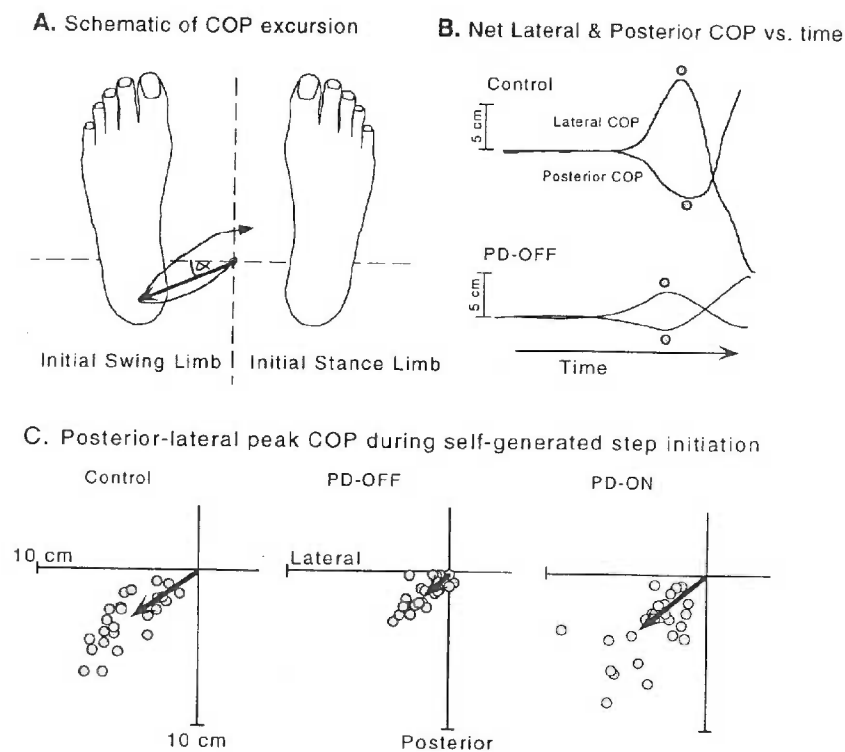 A. Schematic of COP excursion
α
Initial Swing Limb
Initial Stance Limb
B. Net Lateral & Posterior COP vs. time
Control
5 cm
Lateral COP
Posterior COP
PD-OFF
5 cm
Time
C. Posterior-lateral peak COP during self-generated step initiation
Control
PD-OFF
PD-ON
10 cm
Lateral
10 cm
Posterior